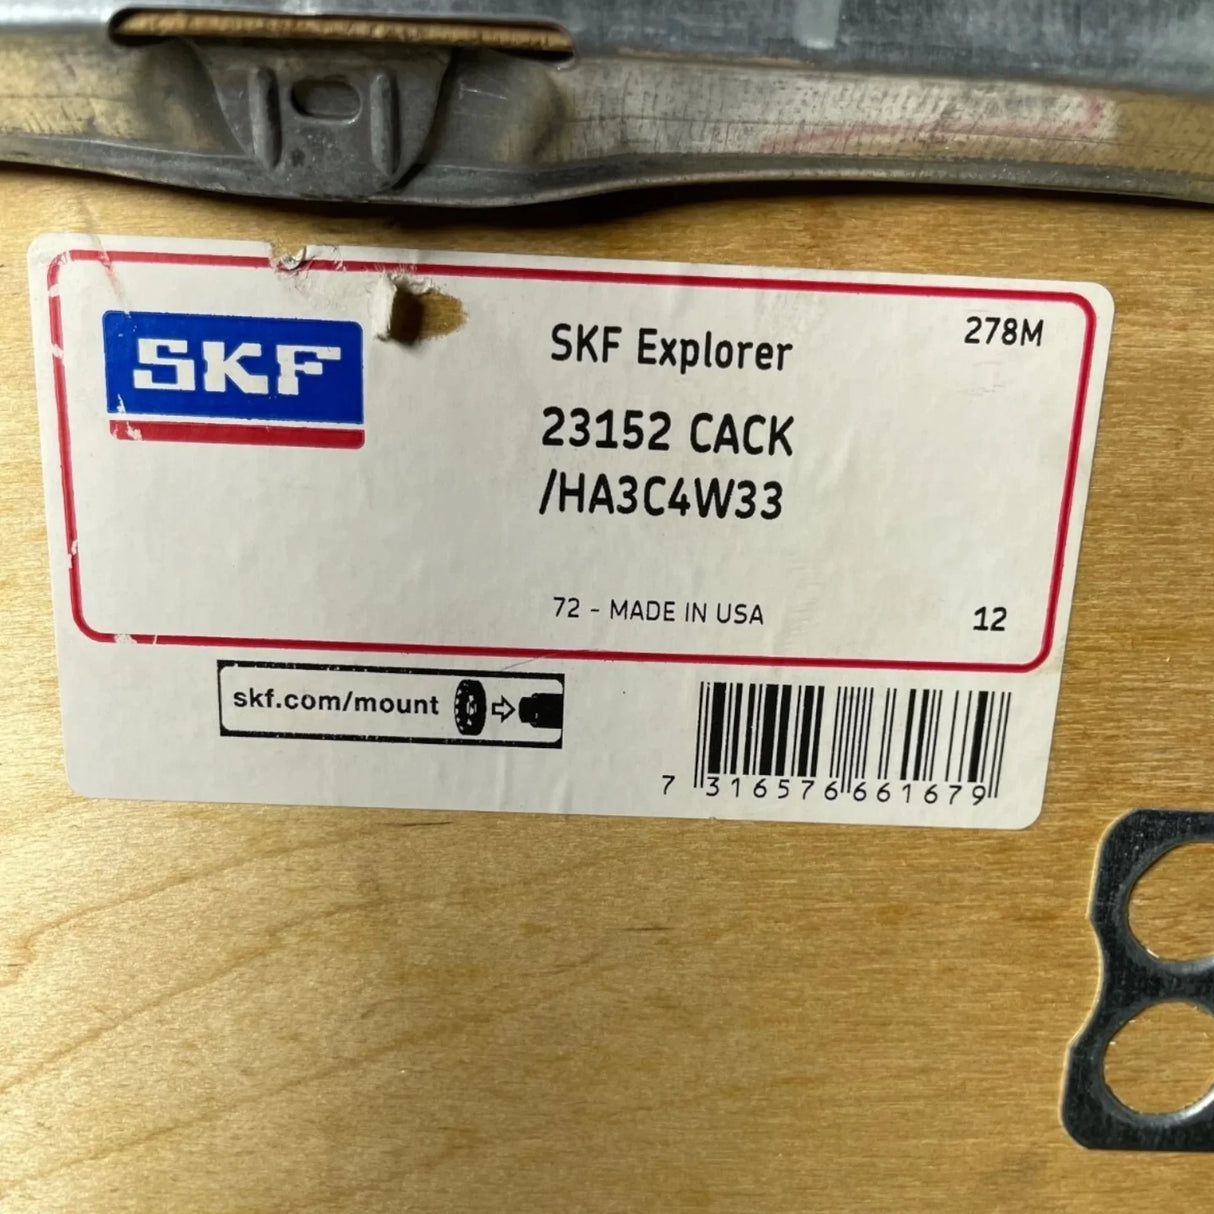 SKF
SKF Explorer
278M
23152 CACK
/HA3C4W33
72 - MADE IN USA
12
skf.com/mount
7 316576 661679